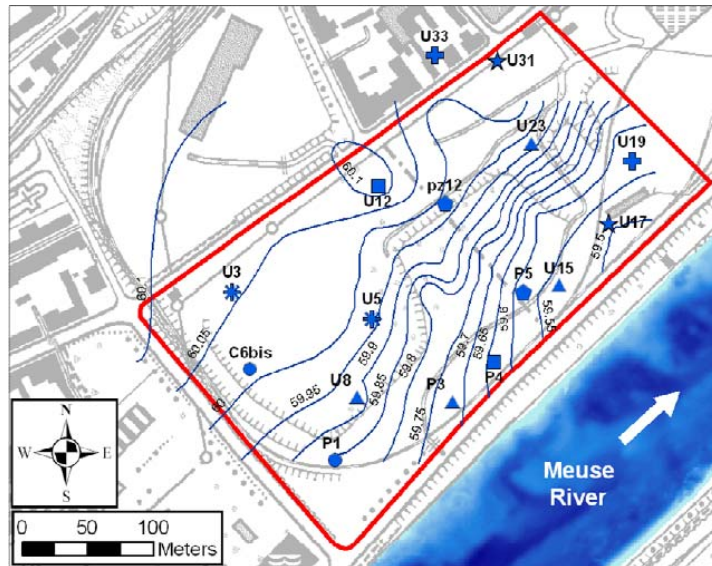 U33
U31
U23
U19
60.1
U12
pz12
U17
59.5
U3
P5
U15
60.1
U5
59.55
60.05
59.6
59.7
59.65
C6bis
59.9
59.8
P4
59.95
U8
59.85
P3
60
59.75
P1
N
W E
S
Meuse
River
0 50 100
Meters